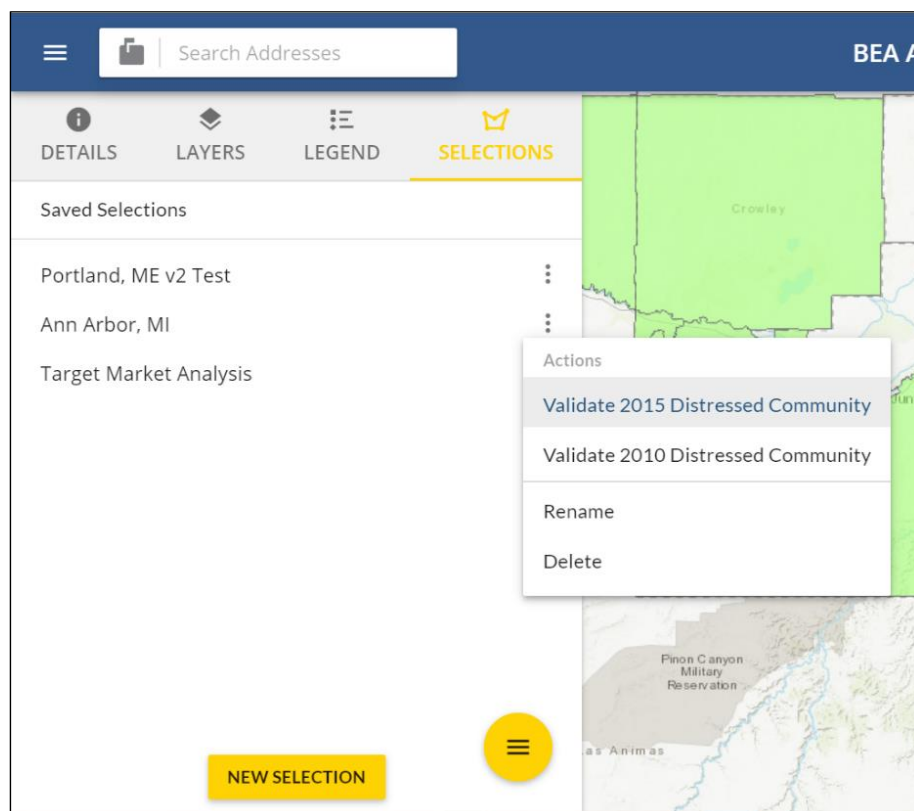 Search Addresses
BEA A
DETAILS
LAYERS
LEGEND
SELECTIONS
Saved Selections
Crowley
Portland, ME v2 Test
Ann Arbor, MI
Target Market Analysis
Actions
Validate 2015 Distressed Community
Validate 2010 Distressed Community
Rename
Delete
Pinon Canyon
Military
Reservation
as Animas
NEW SELECTION